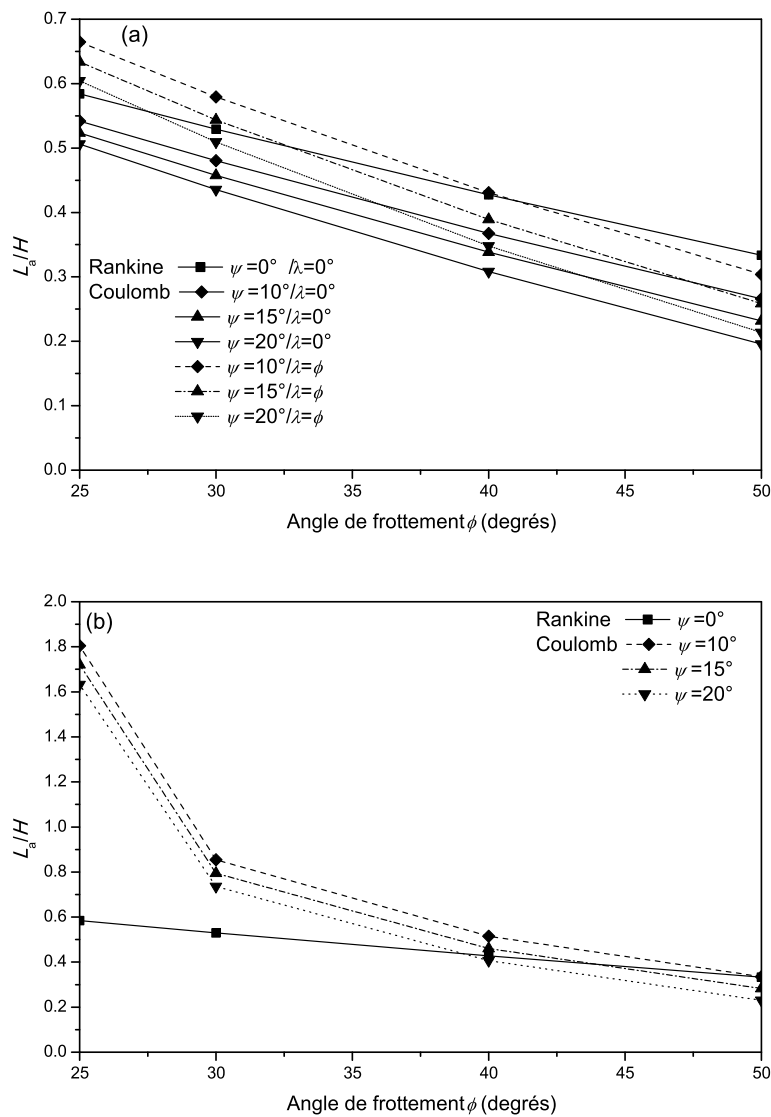 0.7
(a)
0.6
0.5
0.4
0.3
0.2
0.1
0.0
Lₐ/H
Rankine ψ=0° /λ=0°
Coulomb ψ=10°/λ=0°
ψ=15°/λ=0°
ψ=20°/λ=0°
ψ=10°/λ=ϕ
ψ=15°/λ=ϕ
ψ=20°/λ=ϕ
25 30 35 40 45 50
Angle de frottement ϕ (degrés)
2.0
(b)
1.8
1.6
1.4
1.2
1.0
0.8
0.6
0.4
0.2
0.0
Lₐ/H
Rankine ψ=0°
Coulomb ψ=10°
ψ=15°
ψ=20°
25 30 35 40 45 50
Angle de frottement ϕ (degrés)